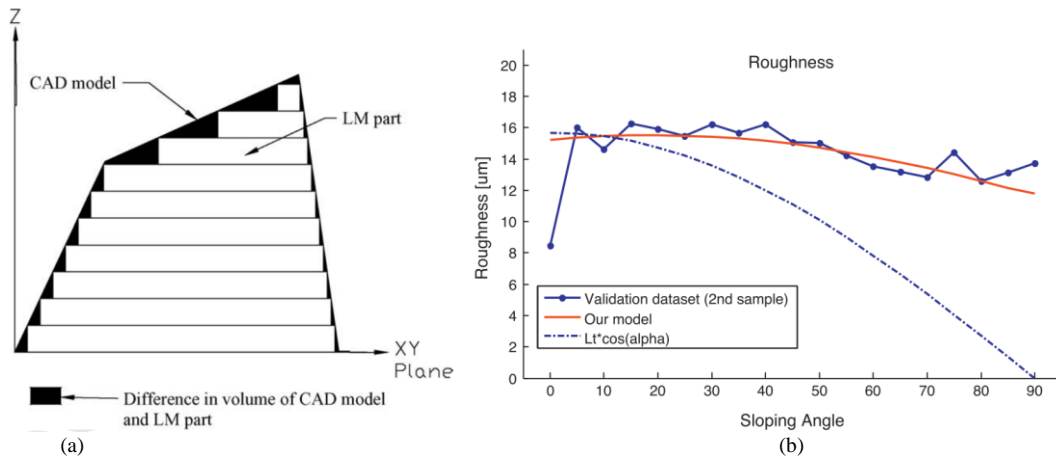 Z
CAD model
LM part
XY
Plane
Difference in volume of CAD model
and LM part
(a)
Roughness
Roughness [um]
20
18
16
14
12
10
8
6
4
2
0
Validation dataset (2nd sample)
Our model
Lt*cos(alpha)
0 10 20 30 40 50 60 70 80 90
Sloping Angle
(b)